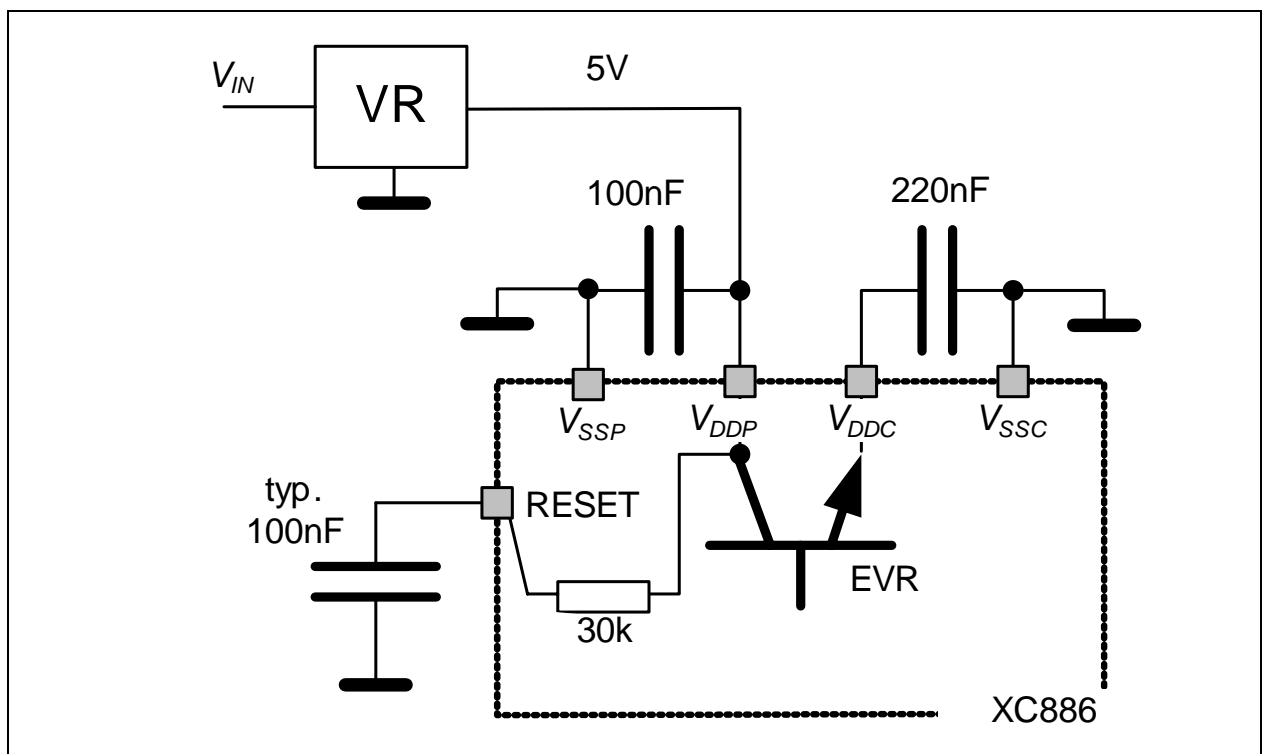 5V
V_IN
VR
100nF
220nF
V_SSP
V_DDP
V_DDC
V_SSC
typ.
100nF
RESET
EVR
30k
XC886